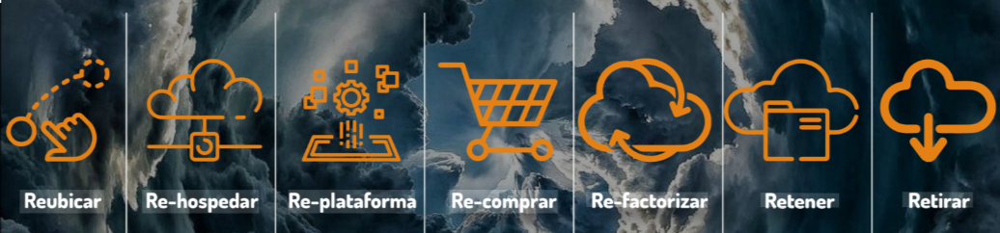 Reubicar
Re-hospedar
Re-plataforma
Re-comprar
Re-factorizar
Retener
Retirar